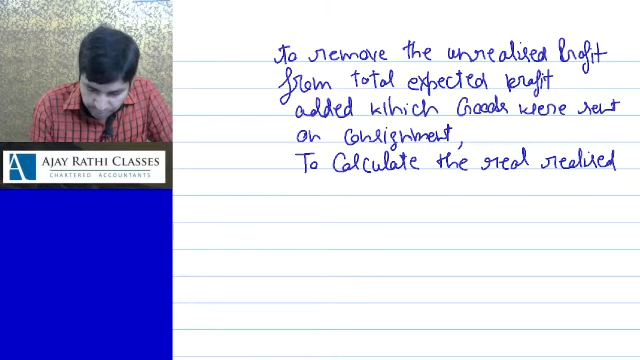 to remove the unrealised Profit
from total expected profit
added which Goods were sent
on consignment,
To Calculate the real realised
A
AJAY RATHI CLASSES
CHARTERED ACCOUNTANTS